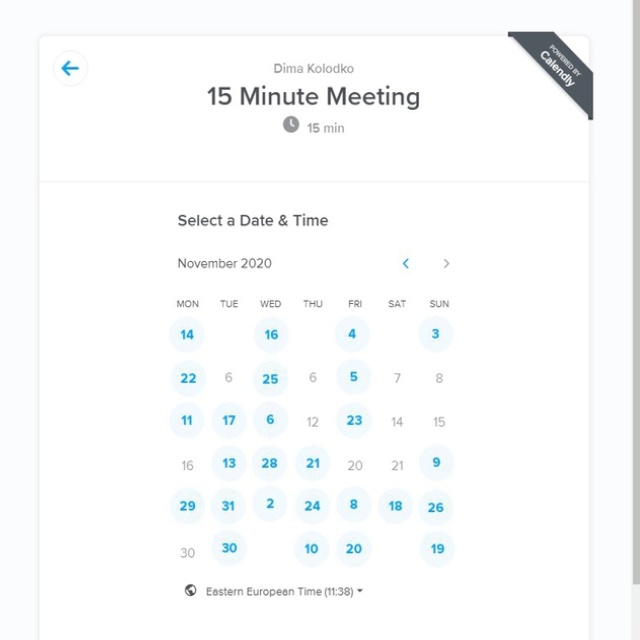 POWERED BY
Calendly
Dima Kolodko
15 Minute Meeting
15 min
Select a Date & Time
November 2020
MON TUE WED THU FRI SAT SUN
14 16 4 3
22 6 25 6 5 7 8
11 17 6 12 23 14 15
16 13 28 21 20 21 9
29 31 2 24 8 18 26
30 30 10 20 19
Eastern European Time (11:38)